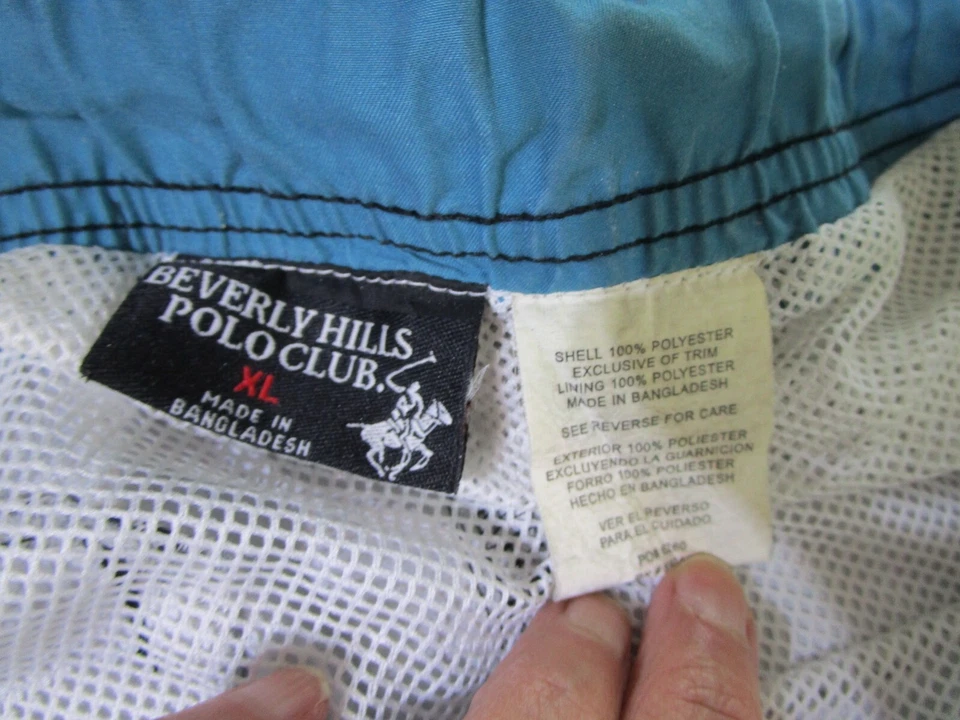 BEVERLY HILLS
POLO CLUB.
XL
MADE IN
BANGLADESH
SHELL 100% POLYESTER
EXCLUSIVE OF TRIM
LINING 100% POLYESTER
MADE IN BANGLADESH
SEE REVERSE FOR CARE
EXTERIOR 100% POLIESTER
EXCLUYENDO LA GUARNICION
FORRO 100% POLIESTER
HECHO EN BANGLADESH
VER EL REVERSO
PARA EL CUIDADO.